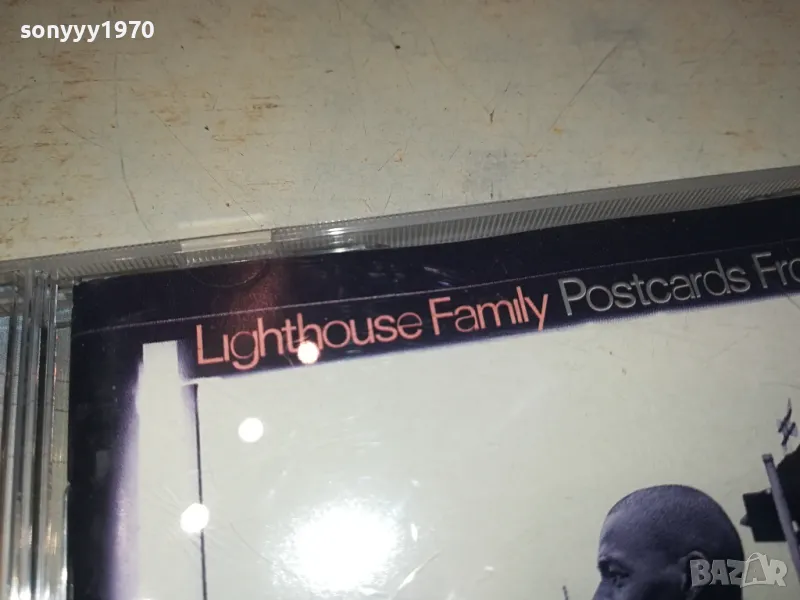 sonyyy1970
Lighthouse Family Postcards Fro
BAZAR